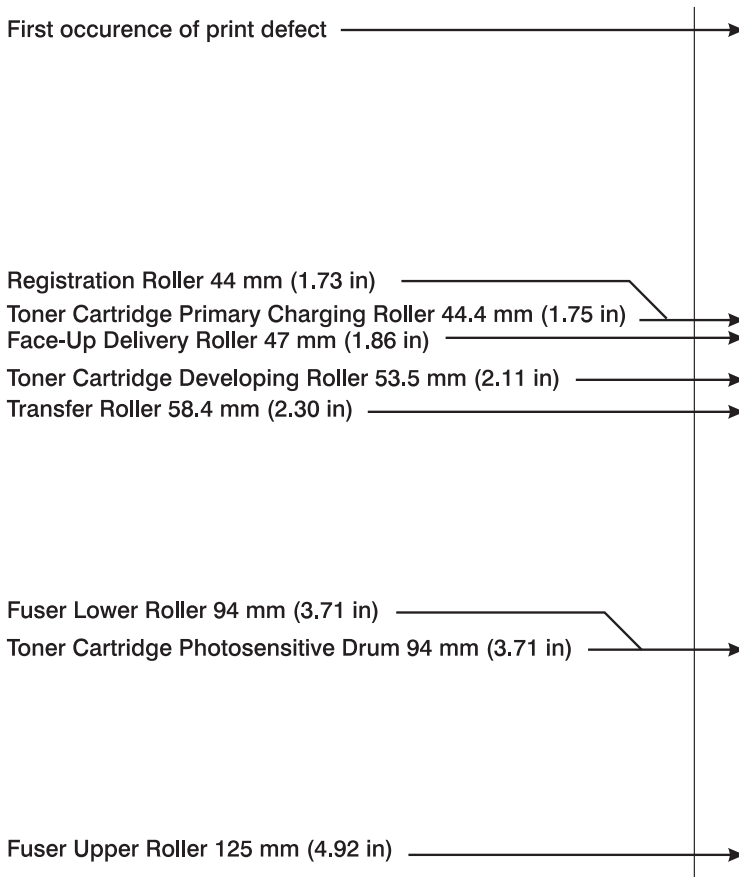 First occurence of print defect
Registration Roller 44 mm (1.73 in)
Toner Cartridge Primary Charging Roller 44.4 mm (1.75 in)
Face-Up Delivery Roller 47 mm (1.86 in)
Toner Cartridge Developing Roller 53.5 mm (2.11 in)
Transfer Roller 58.4 mm (2.30 in)
Fuser Lower Roller 94 mm (3.71 in)
Toner Cartridge Photosensitive Drum 94 mm (3.71 in)
Fuser Upper Roller 125 mm (4.92 in)